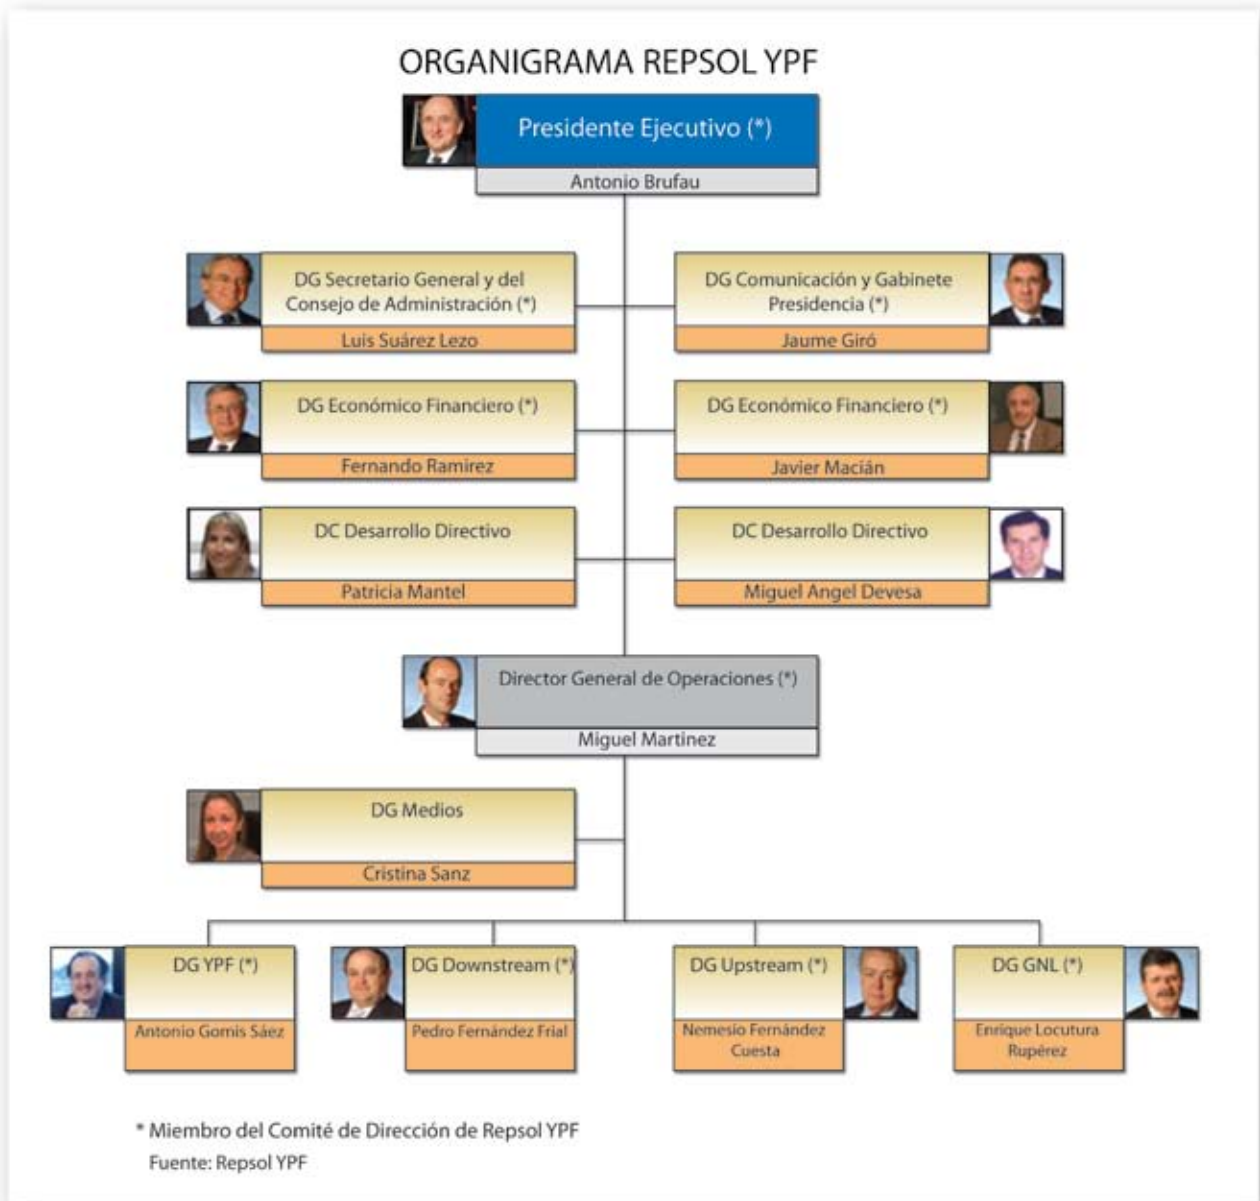 ORGANIGRAMA REPSOL YPF
Presidente Ejecutivo (*)
Antonio Brufau
DG Secretario General y del
Consejo de Administración (*)
Luis Suárez Lezo
DG Comunicación y Gabinete
Presidencia (*)
Jaume Giró
DG Económico Financiero (*)
Fernando Ramirez
DG Económico Financiero (*)
Javier Macián
DC Desarrollo Directivo
Patricia Mantel
DC Desarrollo Directivo
Miguel Angel Devesa
Director General de Operaciones (*)
Miguel Martinez
DG Medios
Cristina Sanz
DG YPF (*)
Antonio Gomis Sáez
DG Downstream (*)
Pedro Fernández Frial
DG Upstream (*)
Nemesio Fernández
Cuesta
DG GNL (*)
Enrique Locutura
Rupérez
* Miembro del Comité de Dirección de Repsol YPF
Fuente: Repsol YPF